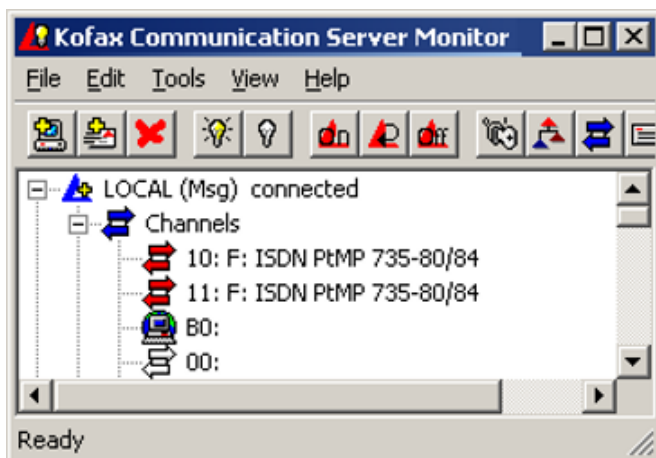 Kofax Communication Server Monitor
File Edit Tools View Help
on off
LOCAL (Msg) connected
Channels
10: F: ISDN PtMP 735-80/84
11: F: ISDN PtMP 735-80/84
B0:
00:
Ready